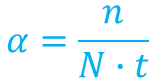 α = n / (N · t)